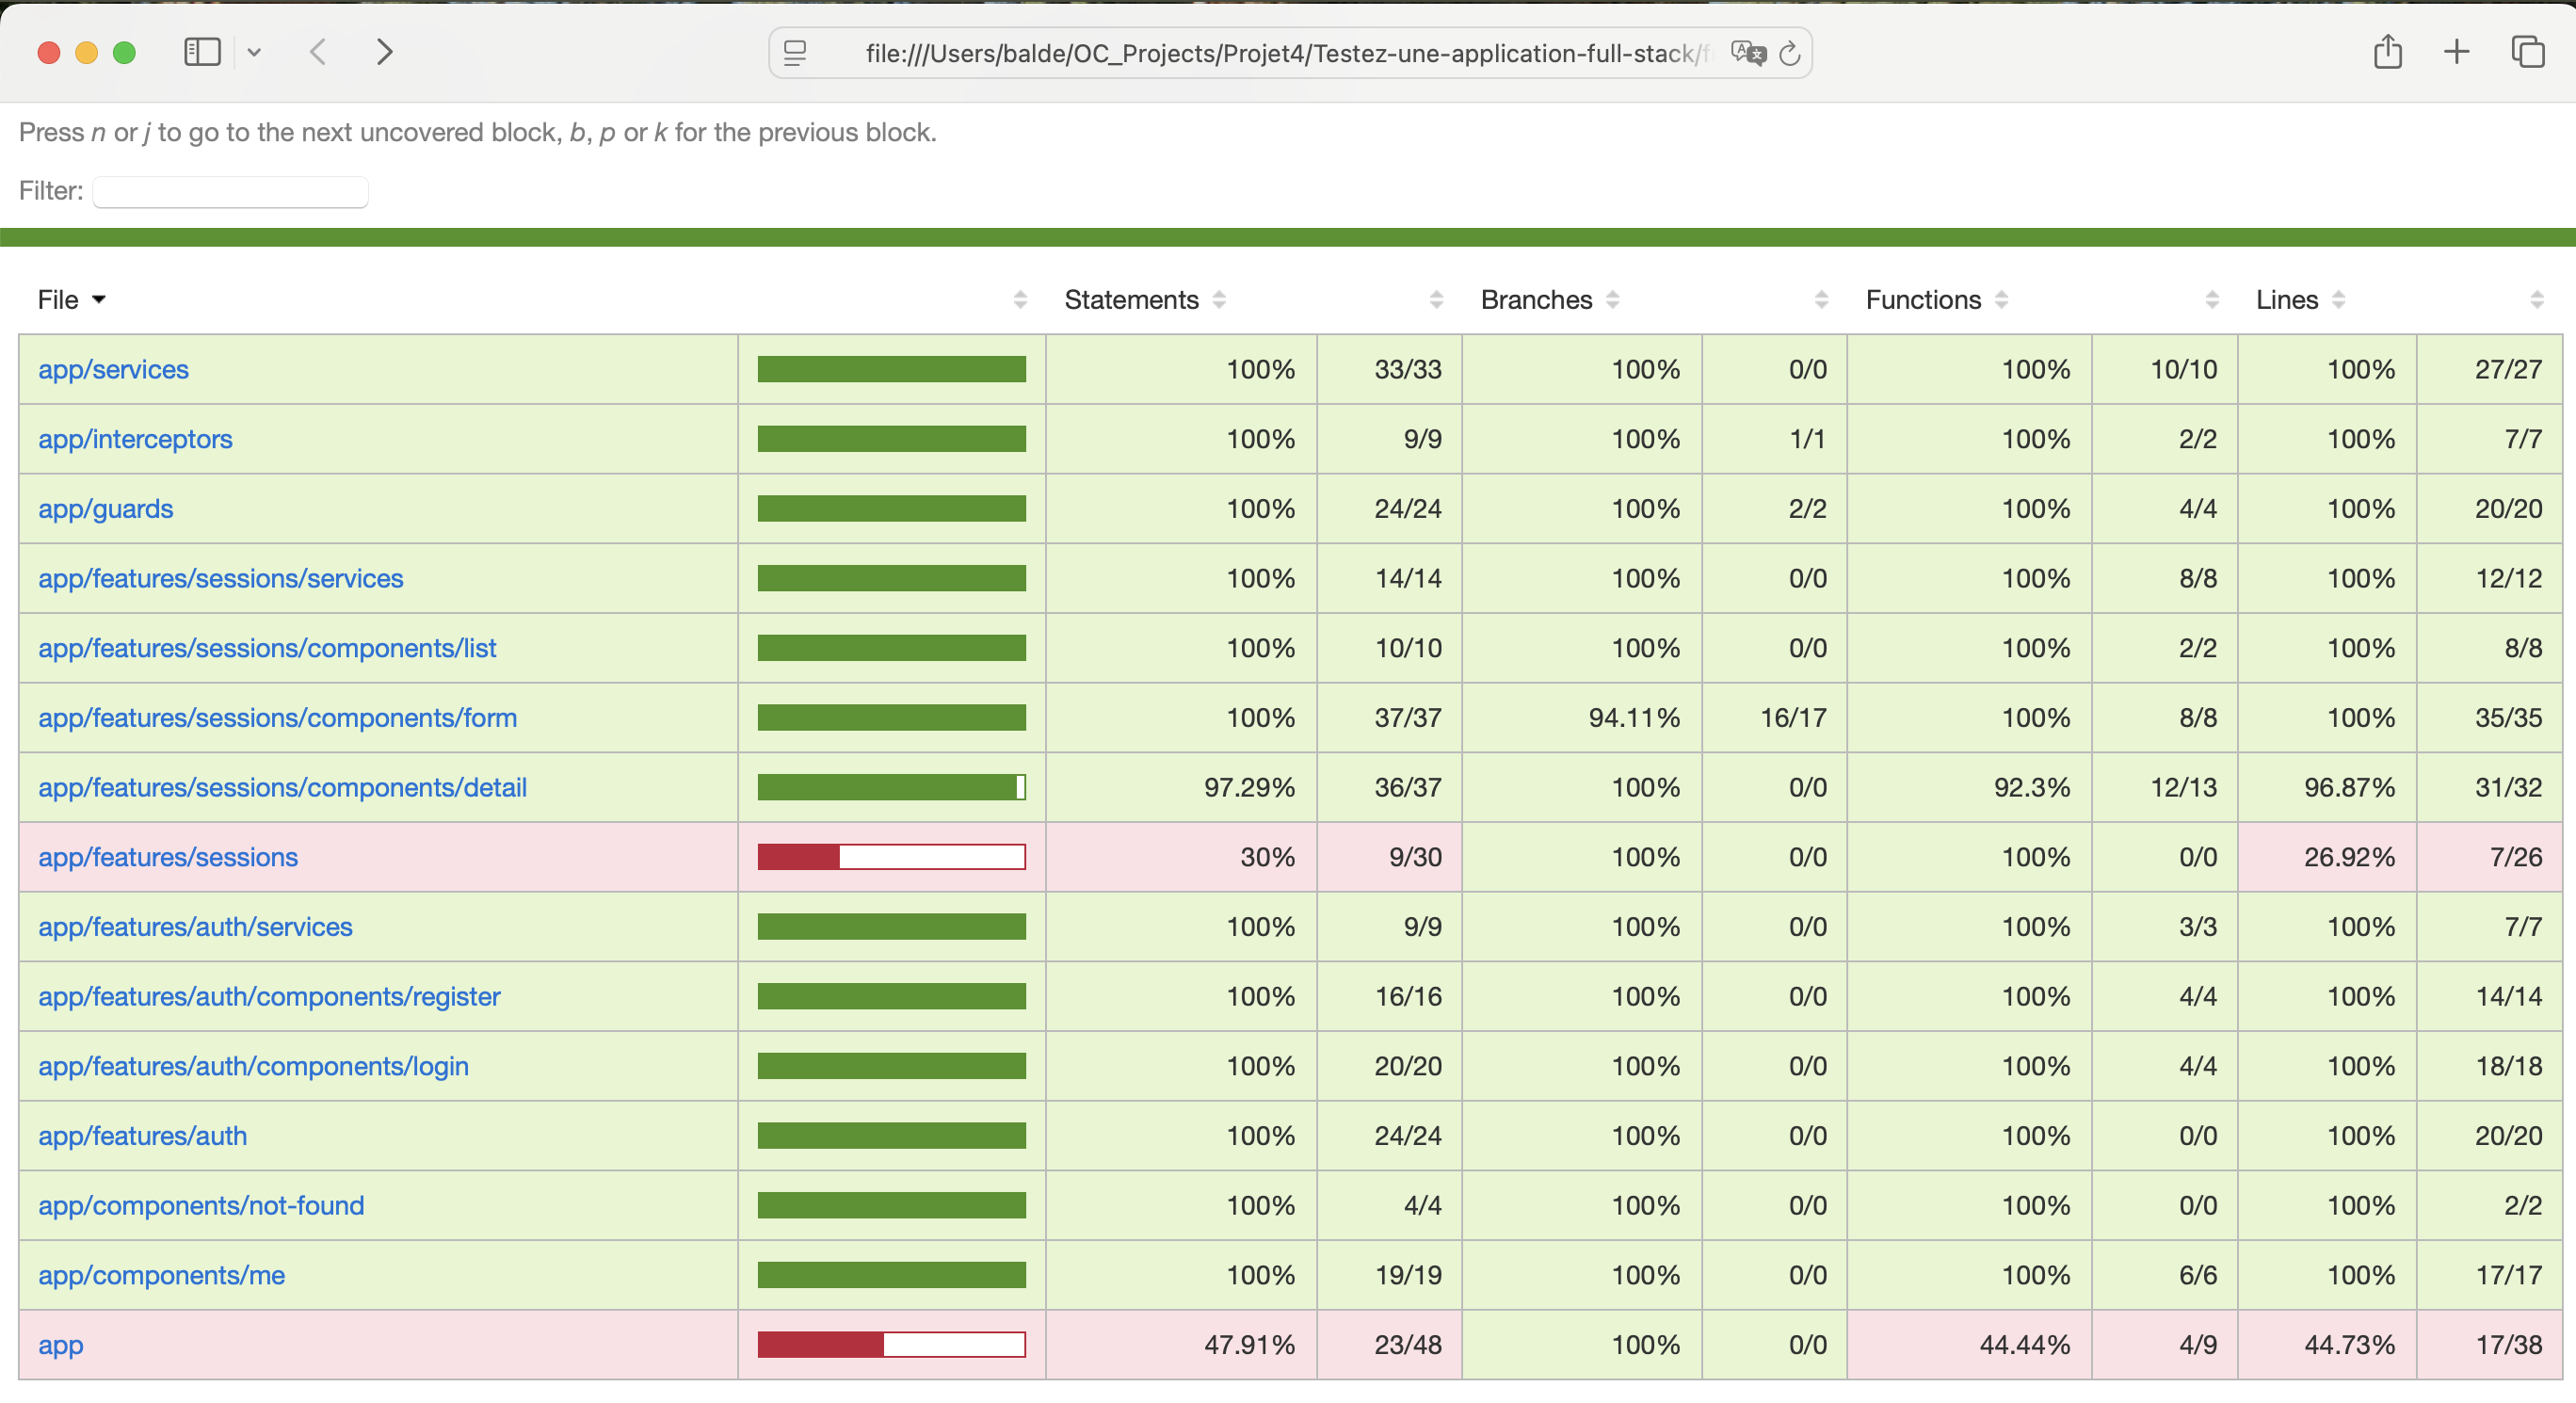 file:///Users/balde/OC_Projects/Projet4/Testez-une-application-full-stack/f
Press n or j to go to the next uncovered block, b, p or k for the previous block.
Filter:
File Statements Branches Functions Lines
app/services 100% 33/33 100% 0/0 100% 10/10 100% 27/27
app/interceptors 100% 9/9 100% 1/1 100% 2/2 100% 7/7
app/guards 100% 24/24 100% 2/2 100% 4/4 100% 20/20
app/features/sessions/services 100% 14/14 100% 0/0 100% 8/8 100% 12/12
app/features/sessions/components/list 100% 10/10 100% 0/0 100% 2/2 100% 8/8
app/features/sessions/components/form 100% 37/37 94.11% 16/17 100% 8/8 100% 35/35
app/features/sessions/components/detail 97.29% 36/37 100% 0/0 92.3% 12/13 96.87% 31/32
app/features/sessions 30% 9/30 100% 0/0 100% 0/0 26.92% 7/26
app/features/auth/services 100% 9/9 100% 0/0 100% 3/3 100% 7/7
app/features/auth/components/register 100% 16/16 100% 0/0 100% 4/4 100% 14/14
app/features/auth/components/login 100% 20/20 100% 0/0 100% 4/4 100% 18/18
app/features/auth 100% 24/24 100% 0/0 100% 0/0 100% 20/20
app/components/not-found 100% 4/4 100% 0/0 100% 0/0 100% 2/2
app/components/me 100% 19/19 100% 0/0 100% 6/6 100% 17/17
app 47.91% 23/48 100% 0/0 44.44% 4/9 44.73% 17/38